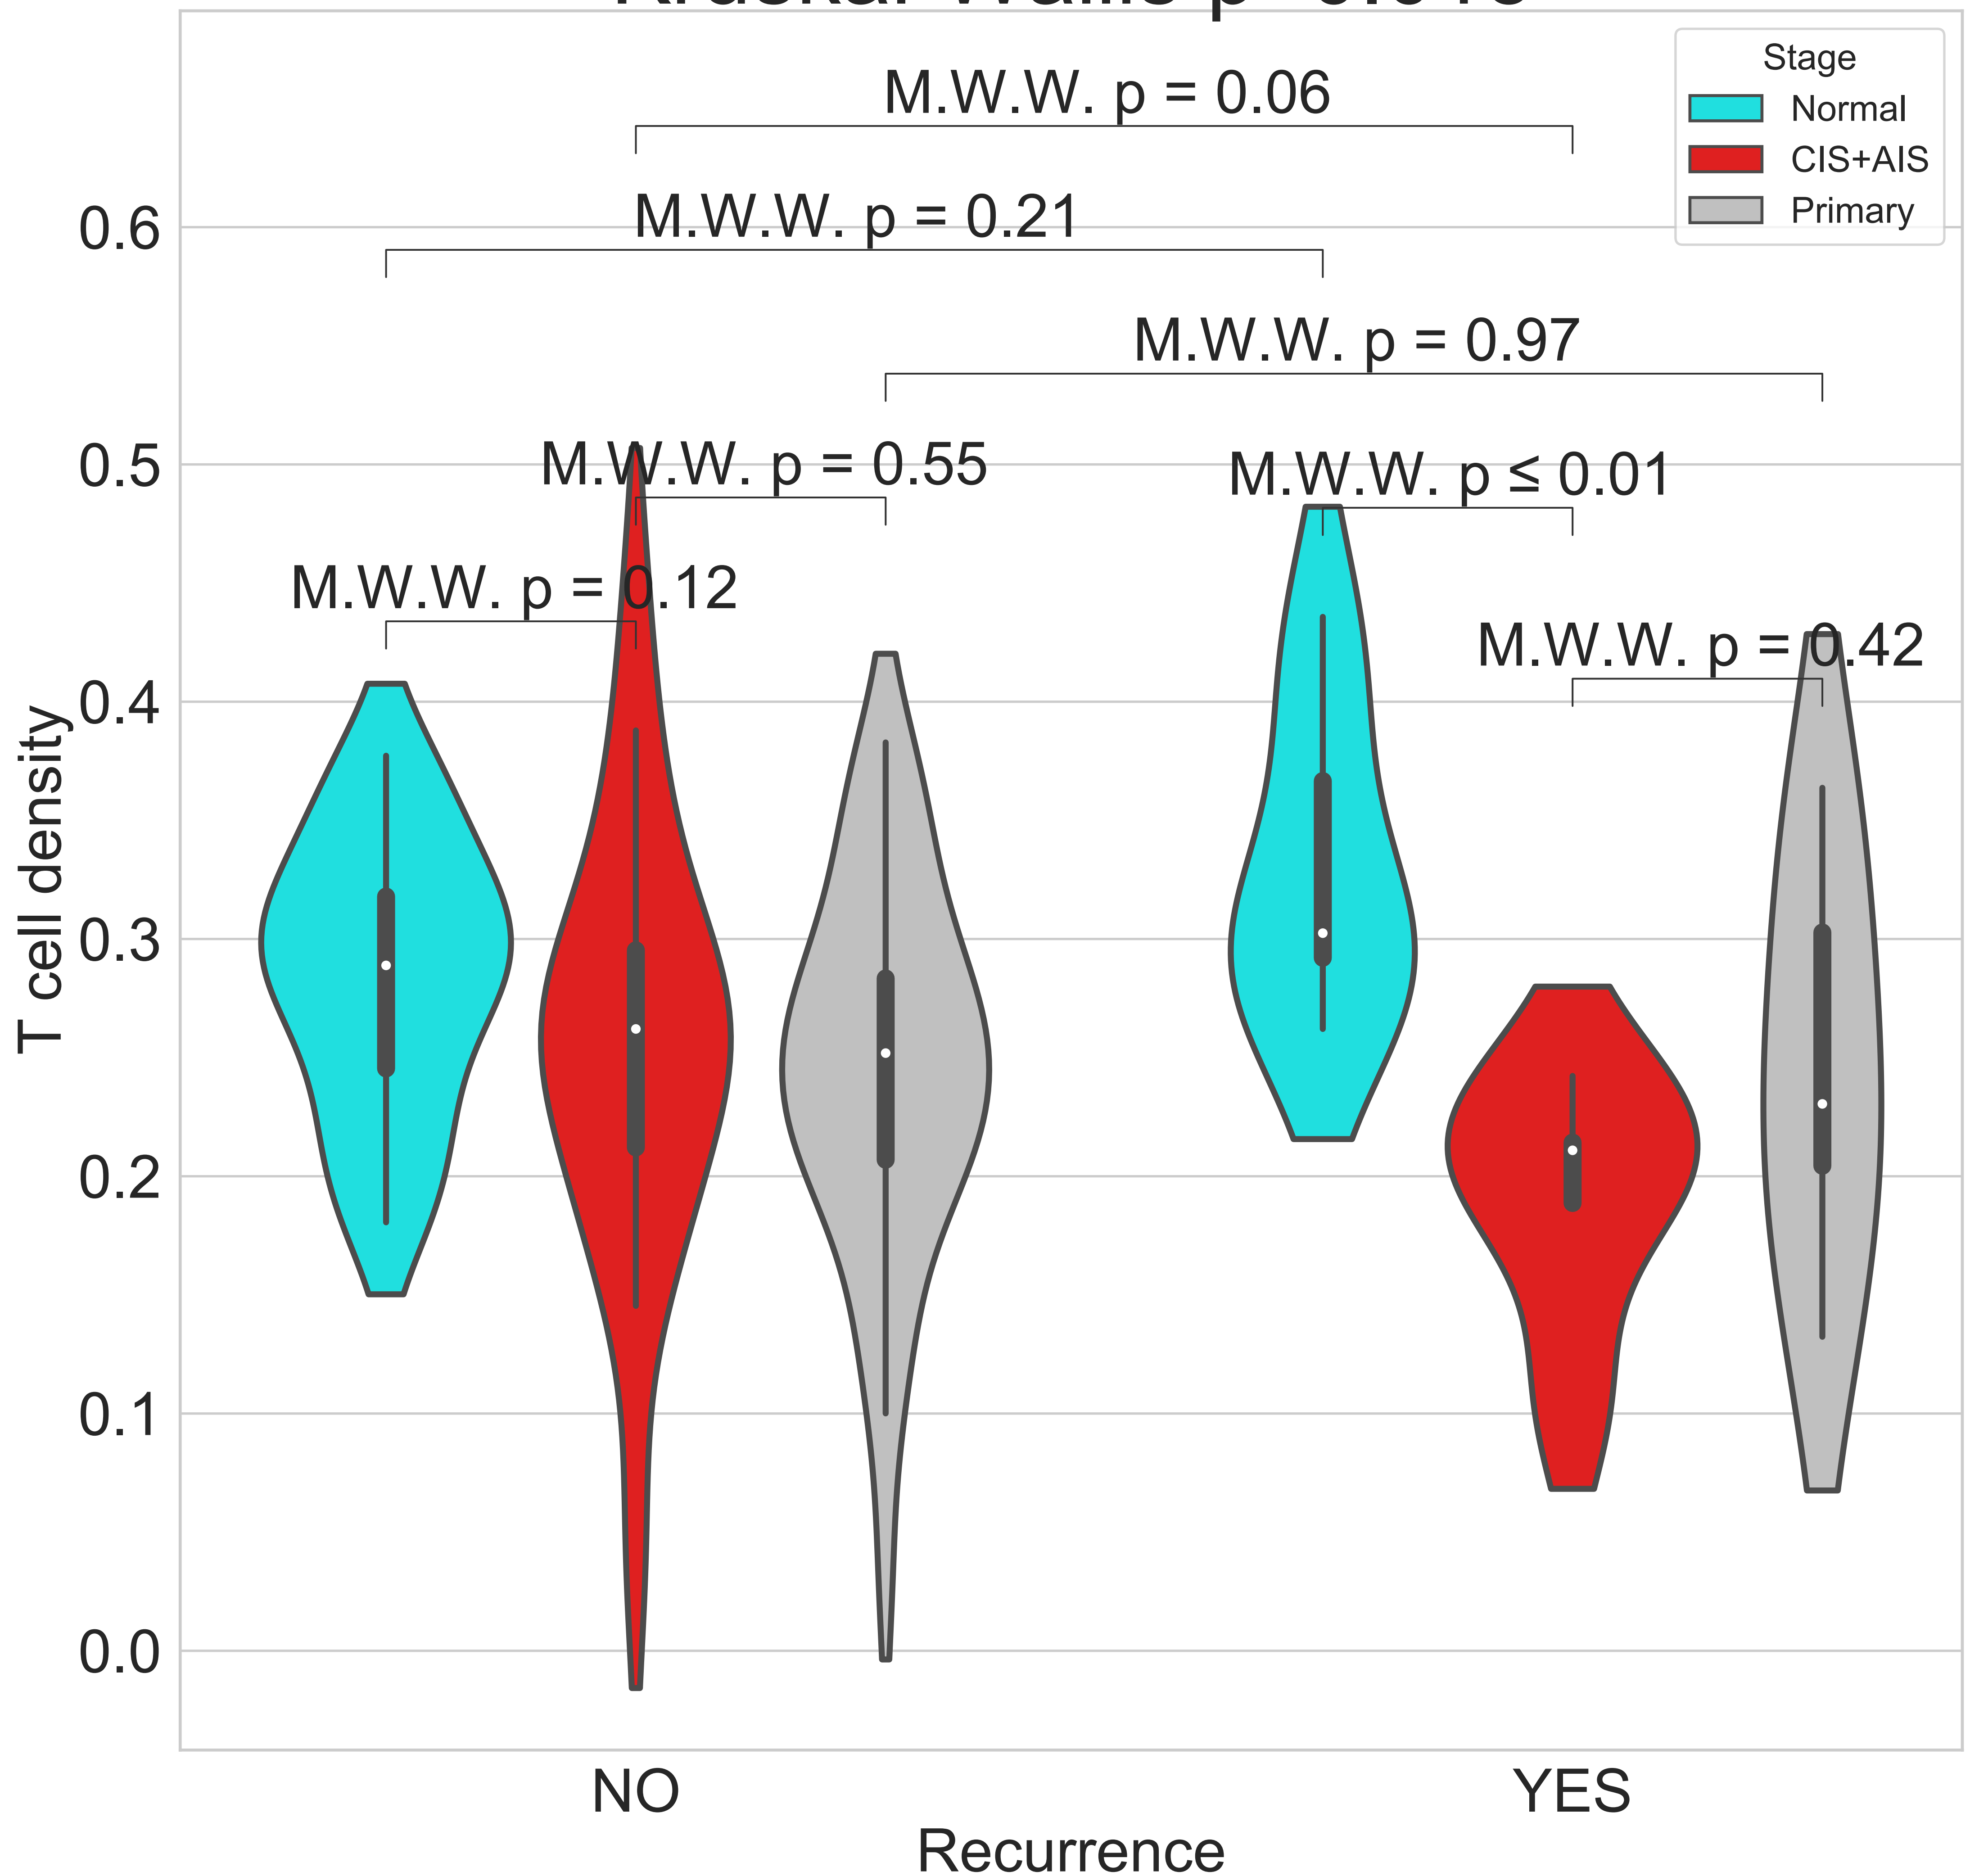 Stage
Normal
CIS+AIS
Primary
M.W.W. p = 0.06
M.W.W. p = 0.21
M.W.W. p = 0.97
M.W.W. p = 0.55
M.W.W. p ≤ 0.01
M.W.W. p = 0.12
M.W.W. p = 0.42
T cell density
0.6
0.5
0.4
0.3
0.2
0.1
0.0
NO
YES
Recurrence